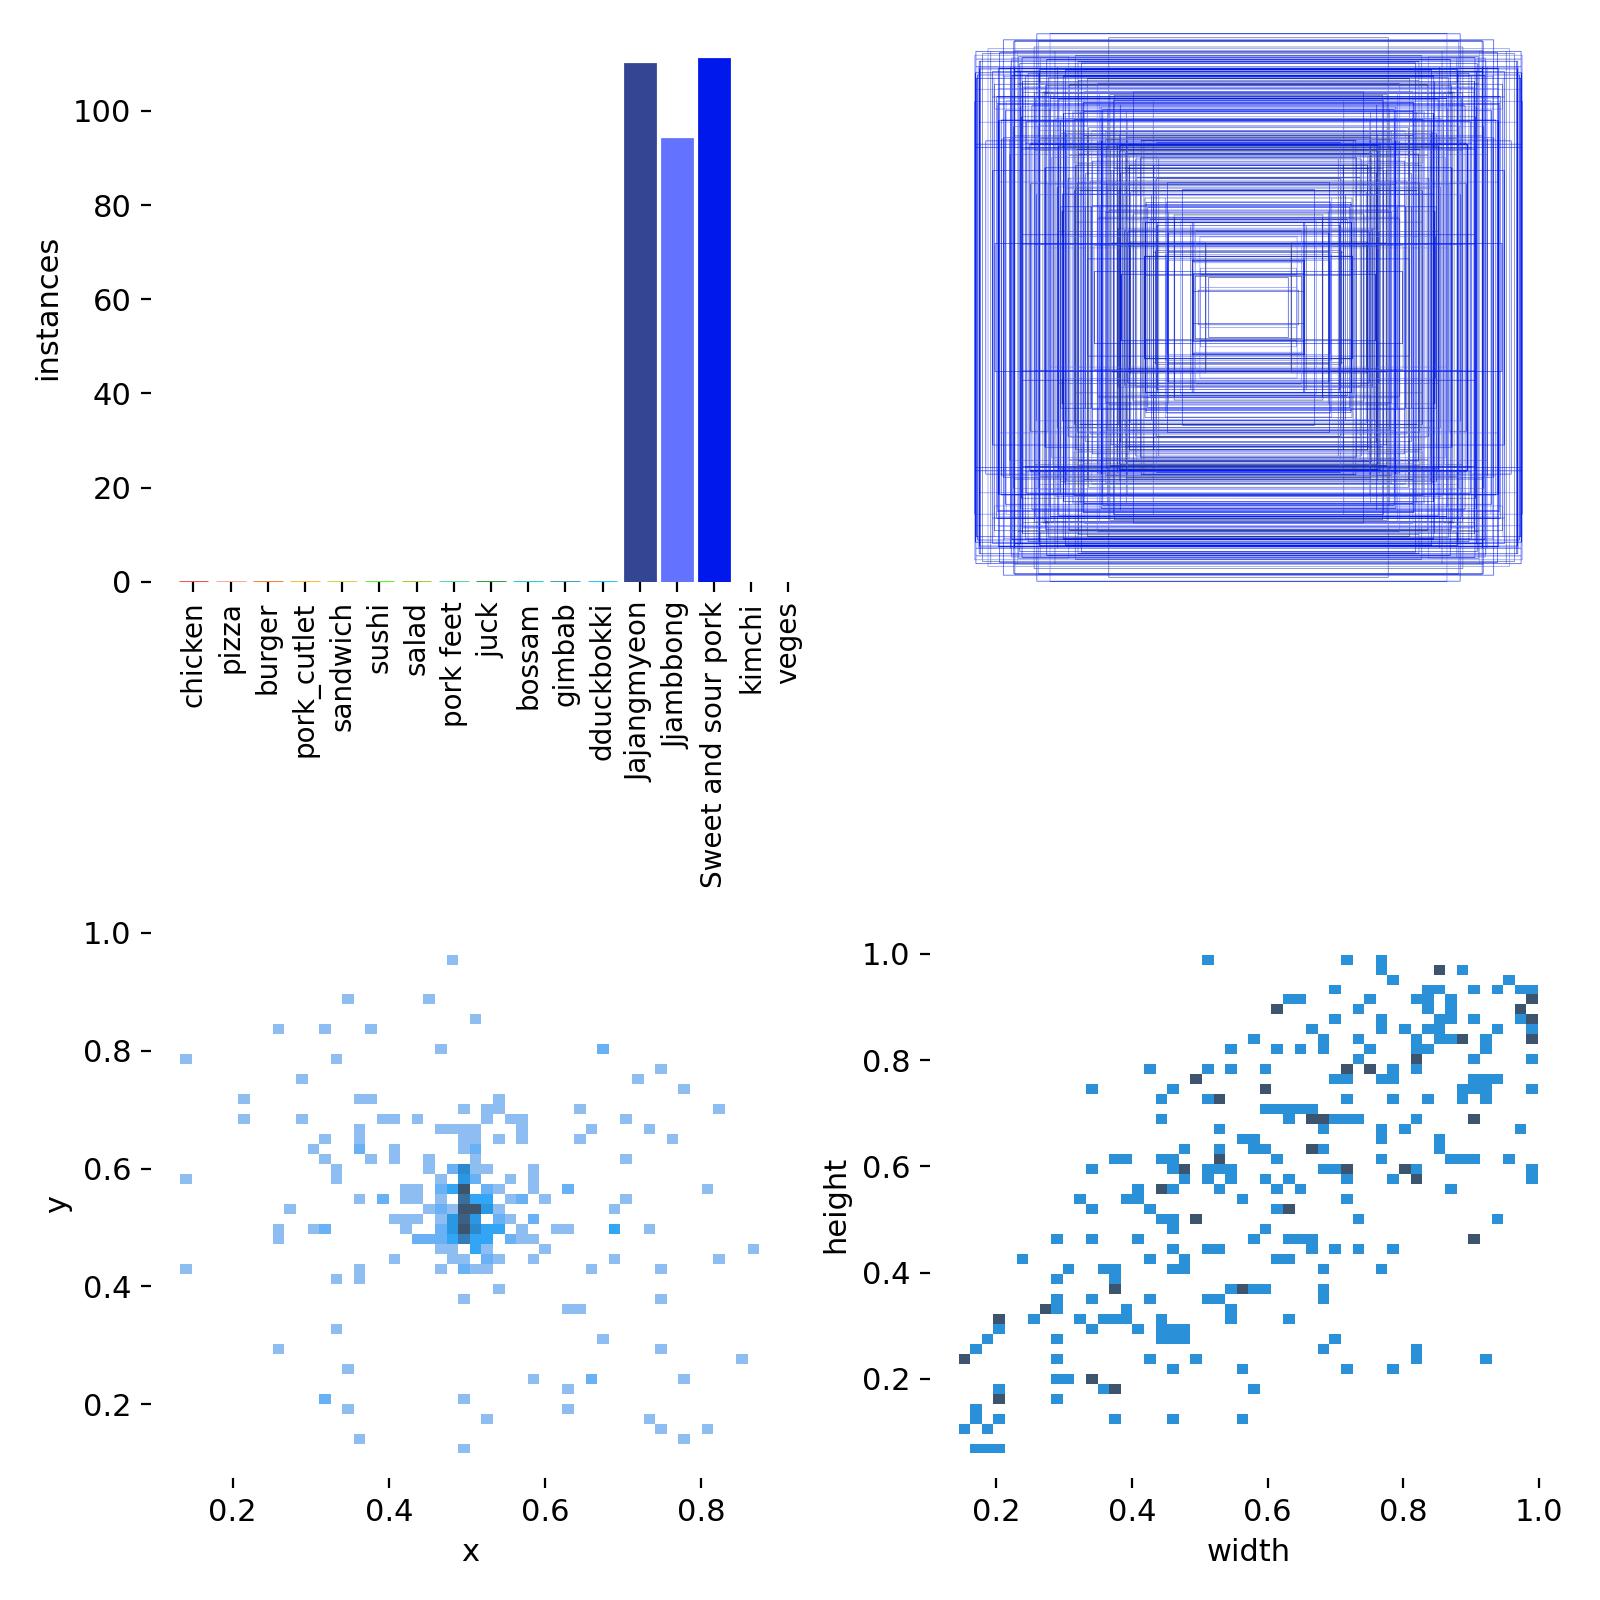 instances
100
80
60
40
20
0
chicken
pizza
burger
pork_cutlet
sandwich
sushi
salad
pork feet
juck
bossam
gimbab
dduckbokki
Jajangmyeon
Jjambbong
Sweet and sour pork
kimchi
veges
y
1.0
0.8
0.6
0.4
0.2
0.2 0.4 0.6 0.8
x
height
1.0
0.8
0.6
0.4
0.2
0.2 0.4 0.6 0.8 1.0
width